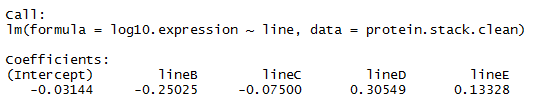 Call:
lm(formula = log10.expression ~ line, data = protein.stack.clean)
Coefficients:
(Intercept) lineB lineC lineD lineE
-0.03144 -0.25025 -0.07500 0.30549 0.13328